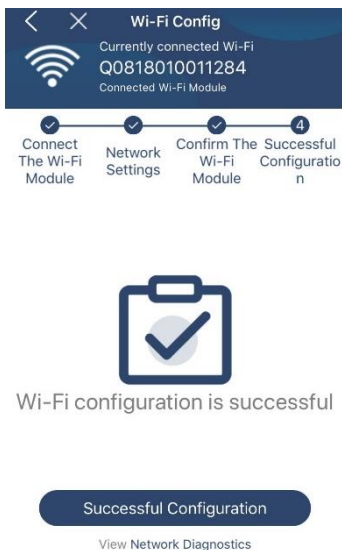 Wi-Fi Config
Currently connected Wi-Fi
Q0818010011284
Connected Wi-Fi Module
4
Connect
The Wi-Fi
Module
Network
Settings
Confirm The
Wi-Fi
Module
Successful
Configuratio
n
Wi-Fi configuration is successful
Successful Configuration
View Network Diagnostics